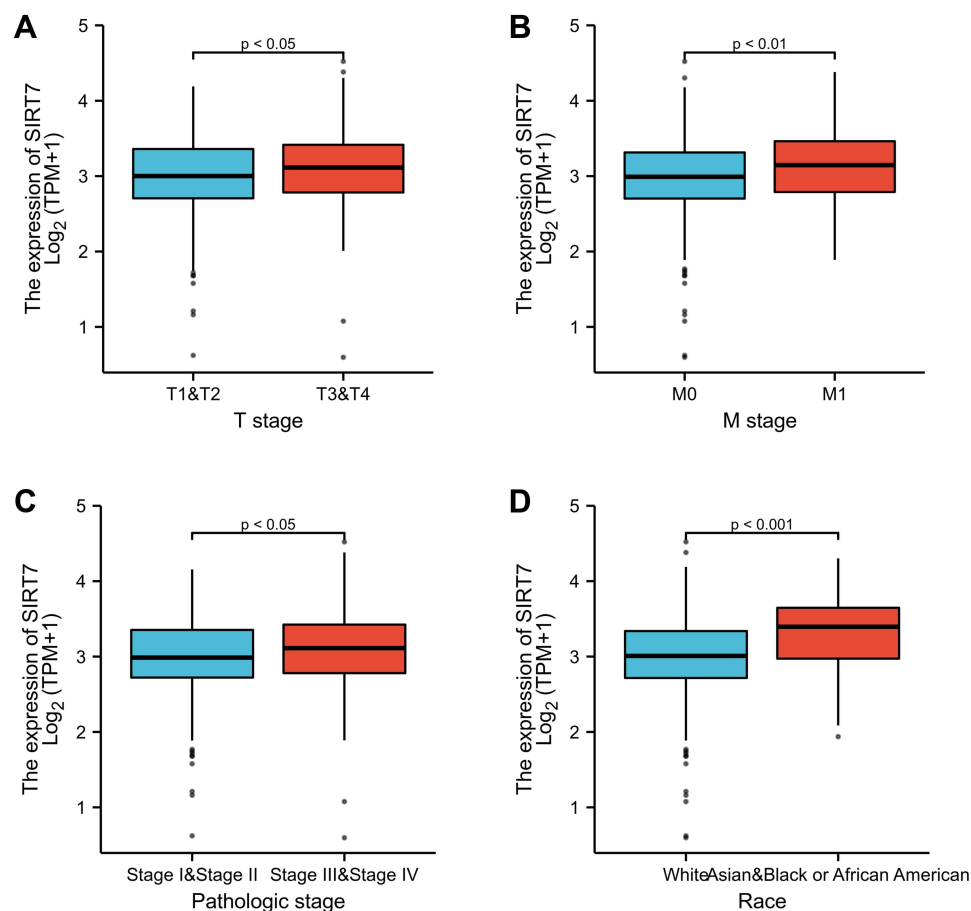 A
The expression of SIRT7
Log₂ (TPM+1)
5
4
3
2
1
p < 0.05
T1&T2 T3&T4
T stage
B
The expression of SIRT7
Log₂ (TPM+1)
5
4
3
2
1
p < 0.01
M0 M1
M stage
C
The expression of SIRT7
Log₂ (TPM+1)
5
4
3
2
1
p < 0.05
Stage I&Stage II Stage III&Stage IV
Pathologic stage
D
The expression of SIRT7
Log₂ (TPM+1)
5
4
3
2
1
p < 0.001
White Asian&Black or African American
Race